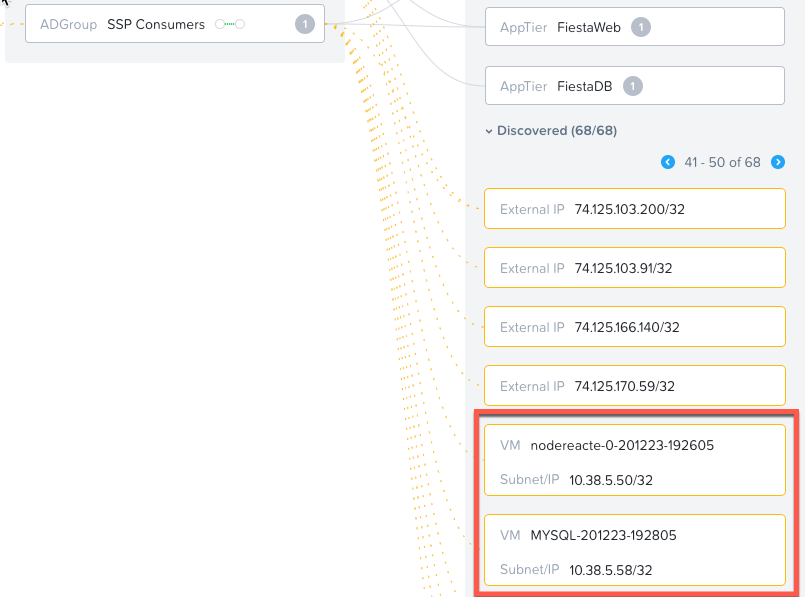 ADGroup SSP Consumers 1
AppTier FiestaWeb 1
AppTier FiestaDB 1
Discovered (68/68)
41 - 50 of 68
External IP 74.125.103.200/32
External IP 74.125.103.91/32
External IP 74.125.166.140/32
External IP 74.125.170.59/32
VM nodereacte-0-201223-192605
Subnet/IP 10.38.5.50/32
VM MYSQL-201223-192805
Subnet/IP 10.38.5.58/32